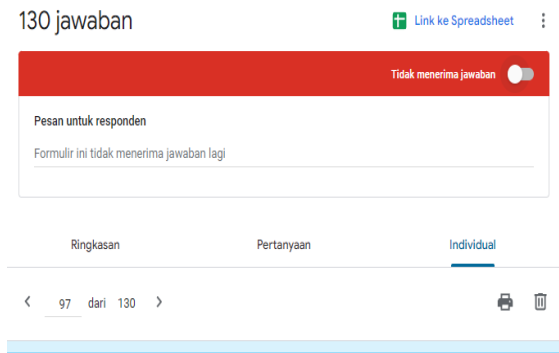 130 jawaban
Link ke Spreadsheet
Tidak menerima jawaban
Pesan untuk responden
Formulir ini tidak menerima jawaban lagi
Ringkasan Pertanyaan Individual
97 dari 130